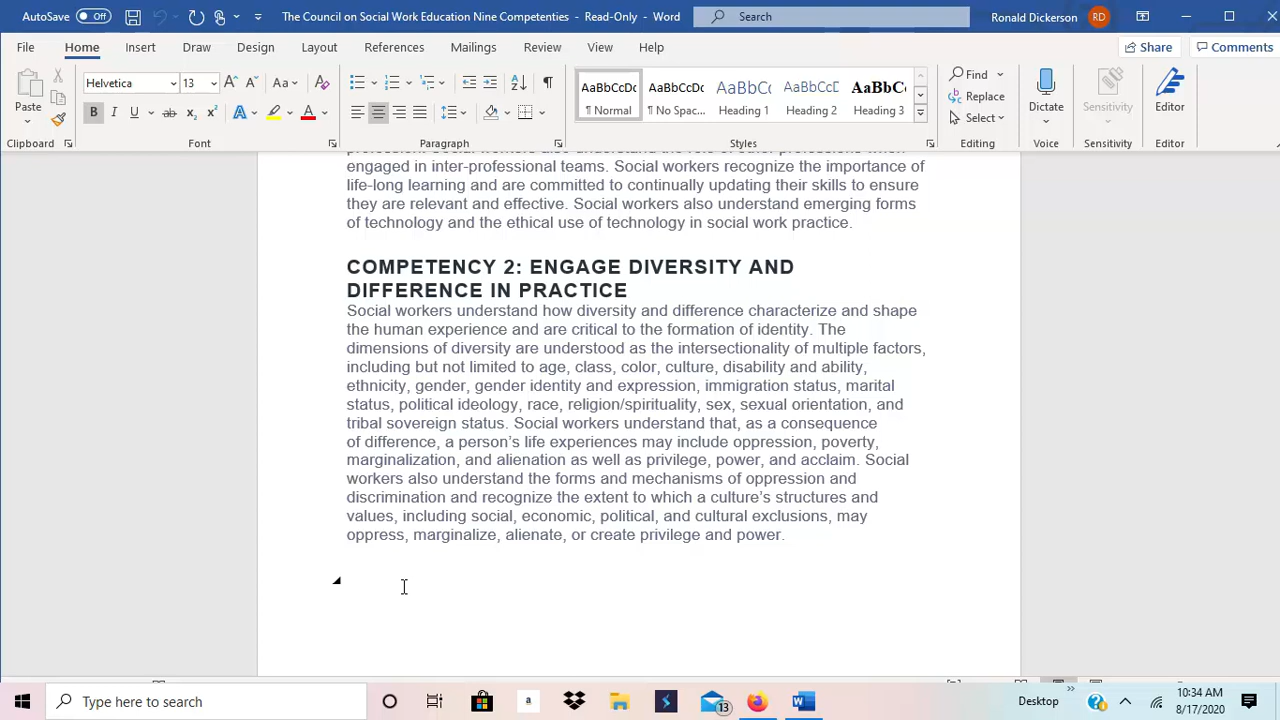 AutoSave Off The Council on Social Work Education Nine Competenties - Read-Only - Word Search Ronald Dickerson RD
File Home Insert Draw Design Layout References Mailings Review View Help Share Comments
Helvetica 13 Aa AaBbCcDc AaBbCcDc AaBbCc AaBbCcD AaBbC Find
Paste B I U ab x₂ x² A A ¶ Normal ¶ No Spac... Heading 1 Heading 2 Heading 3 Replace Select Dictate Sensitivity Editor
Clipboard Font Paragraph Styles Editing Voice Sensitivity Editor
engaged in inter-professional teams. Social workers recognize the importance of
life-long learning and are committed to continually updating their skills to ensure
they are relevant and effective. Social workers also understand emerging forms
of technology and the ethical use of technology in social work practice.
COMPETENCY 2: ENGAGE DIVERSITY AND
DIFFERENCE IN PRACTICE
Social workers understand how diversity and difference characterize and shape
the human experience and are critical to the formation of identity. The
dimensions of diversity are understood as the intersectionality of multiple factors,
including but not limited to age, class, color, culture, disability and ability,
ethnicity, gender, gender identity and expression, immigration status, marital
status, political ideology, race, religion/spirituality, sex, sexual orientation, and
tribal sovereign status. Social workers understand that, as a consequence
of difference, a person's life experiences may include oppression, poverty,
marginalization, and alienation as well as privilege, power, and acclaim. Social
workers also understand the forms and mechanisms of oppression and
discrimination and recognize the extent to which a culture's structures and
values, including social, economic, political, and cultural exclusions, may
oppress, marginalize, alienate, or create privilege and power.
Type here to search a 13 W Desktop 10:34 AM
8/17/2020